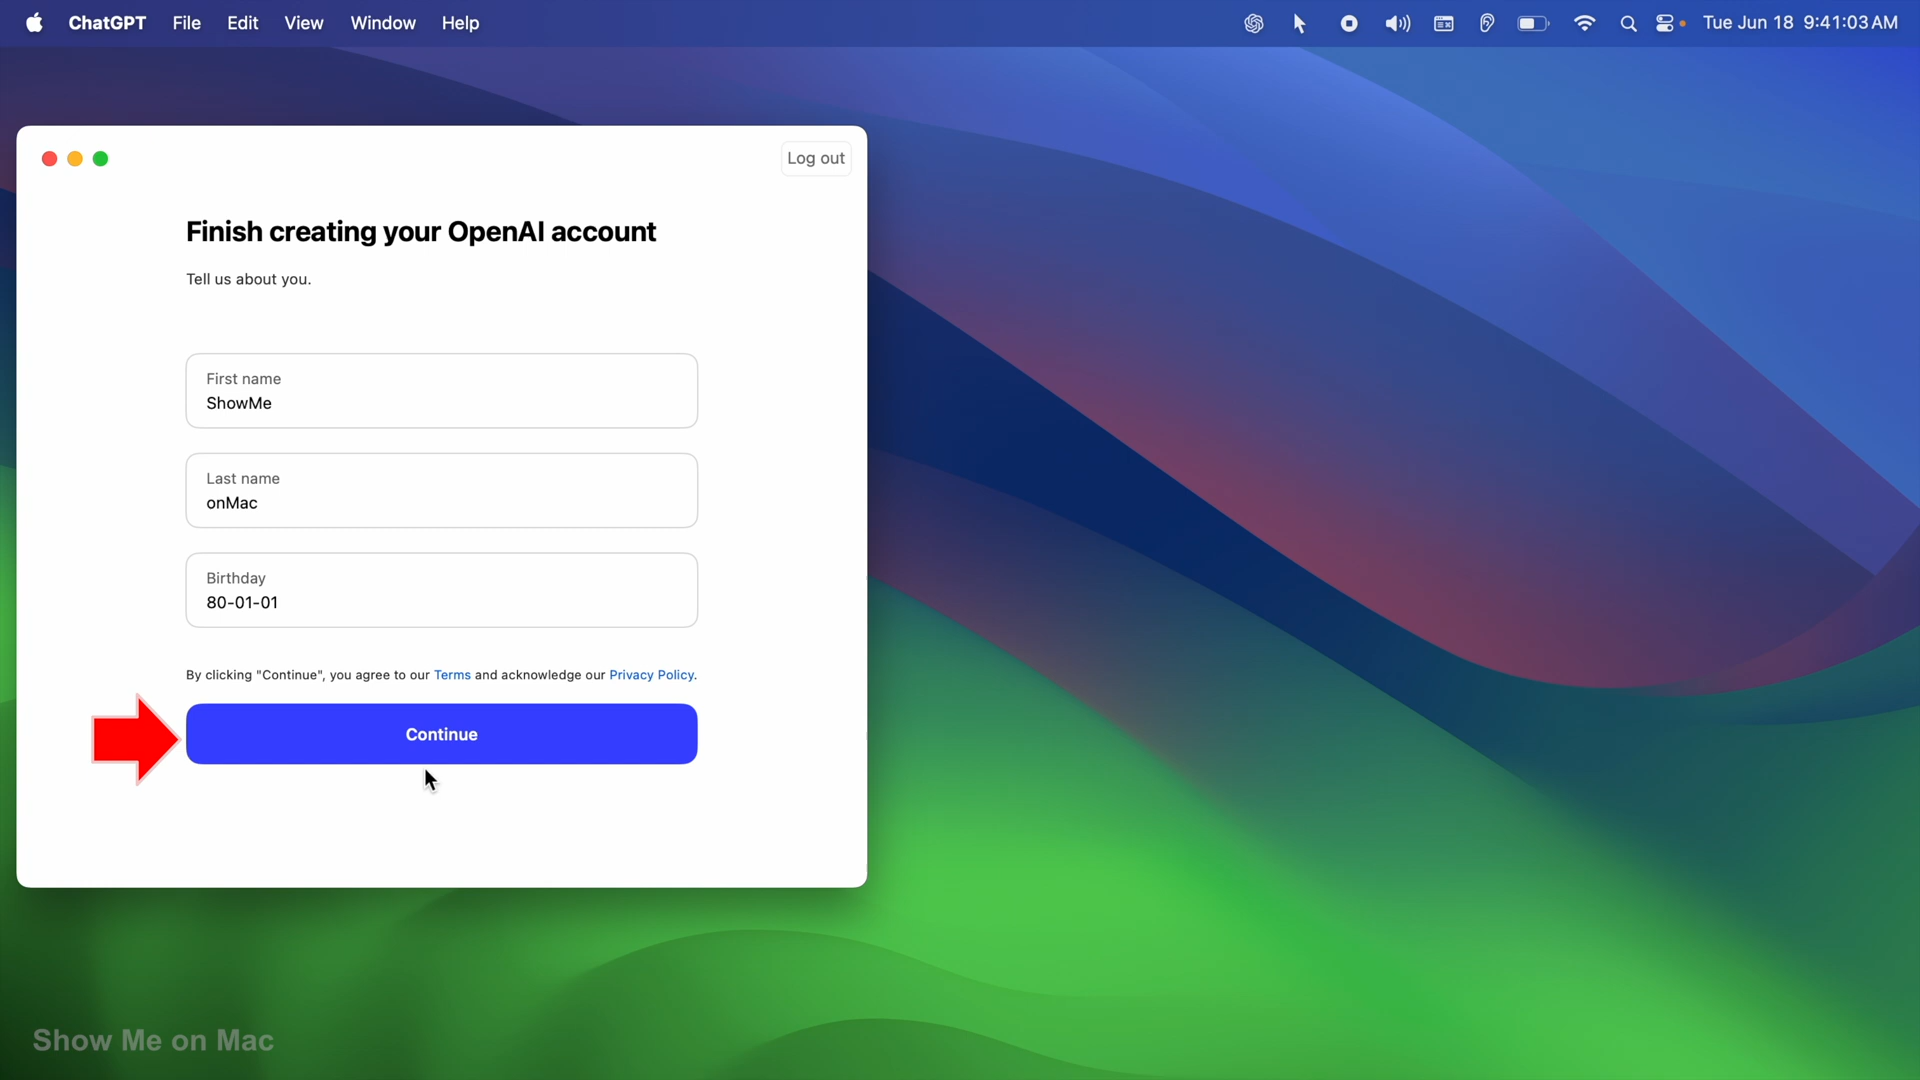 ChatGPT File Edit View Window Help Tue Jun 18 9:41:03 AM
Log out
Finish creating your OpenAI account
Tell us about you.
First name
ShowMe
Last name
onMac
Birthday
80-01-01
By clicking "Continue", you agree to our Terms and acknowledge our Privacy Policy.
Continue
Show Me on Mac